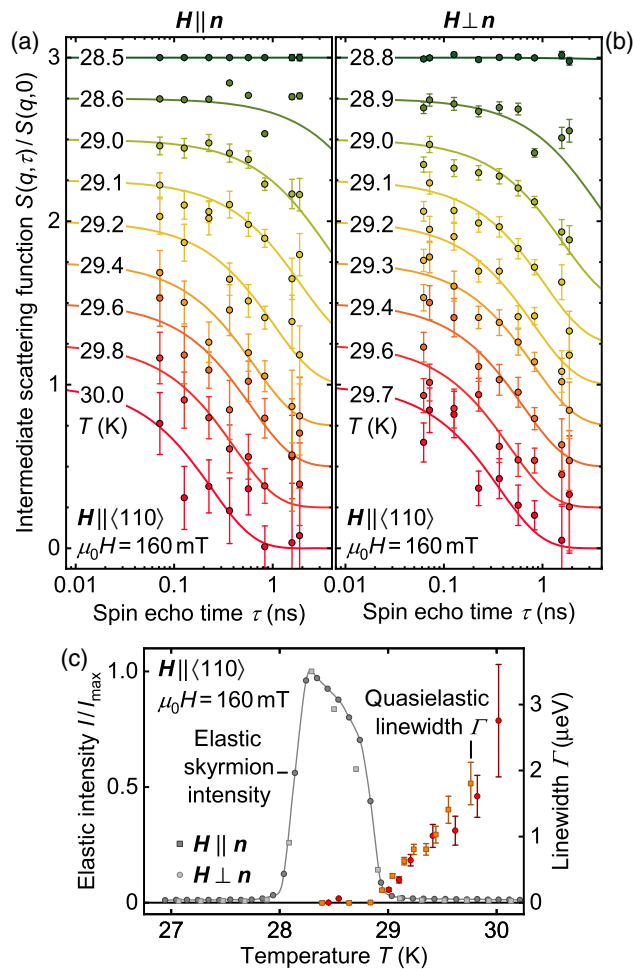 H∥n
H⊥n
(a)
(b)
Intermediate scattering function S(q,τ)/S(q,0)
3
2
1
0
28.5
28.6
29.0
29.1
29.2
29.4
29.6
29.8
30.0
T (K)
H∥⟨110⟩
μ₀H = 160 mT
28.8
28.9
29.0
29.1
29.2
29.3
29.4
29.6
29.7
T (K)
H∥⟨110⟩
μ₀H = 160 mT
0.01 0.1 1
0.01 0.1 1
Spin echo time τ (ns)
Spin echo time τ (ns)
(c)
Elastic intensity I/Imax
1.0
0.5
0
H∥⟨110⟩
μ₀H = 160 mT
Elastic
skyrmion
intensity
H∥n
H⊥n
Quasielastic
linewidth Γ
Linewidth Γ (μeV)
3
2
1
0
27 28 29 30
Temperature T (K)